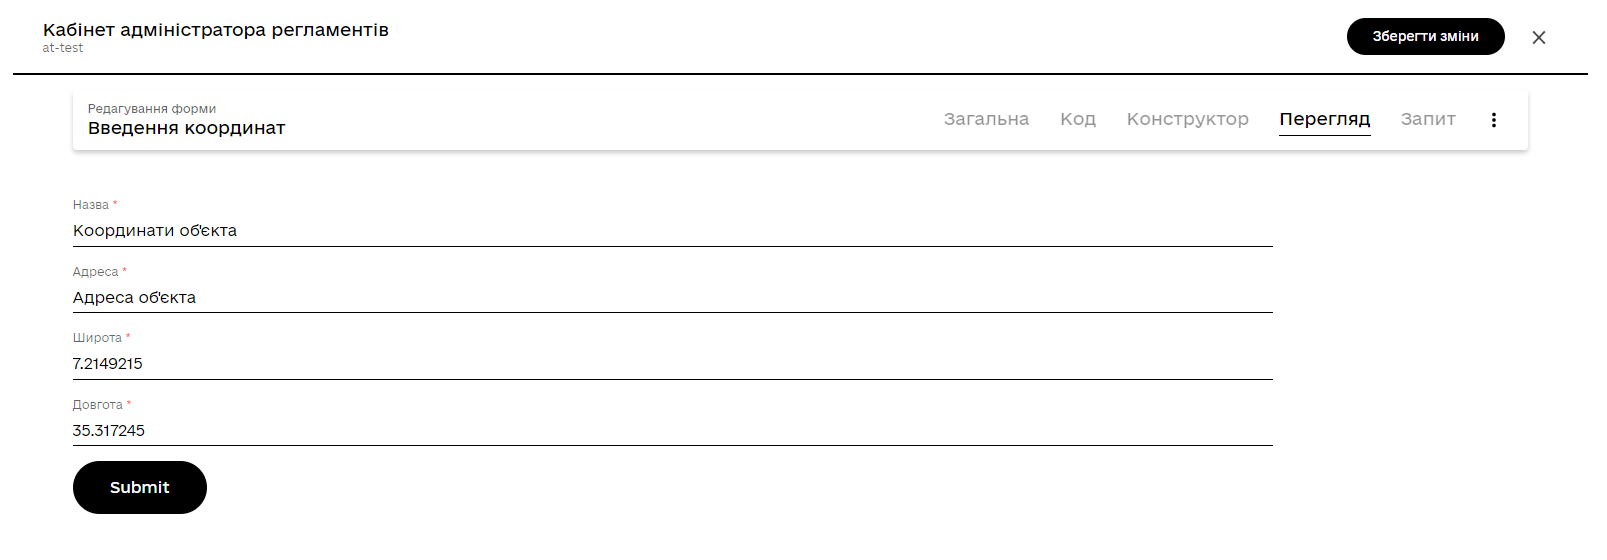 Кабінет адміністратора регламентів
at-test
Зберегти зміни
Редагування форми
Введення координат
Загальна Код Конструктор Перегляд Запит
Назва *
Координати об'єкта
Адреса *
Адреса об'єкта
Широта *
7.2149215
Довгота *
35.317245
Submit